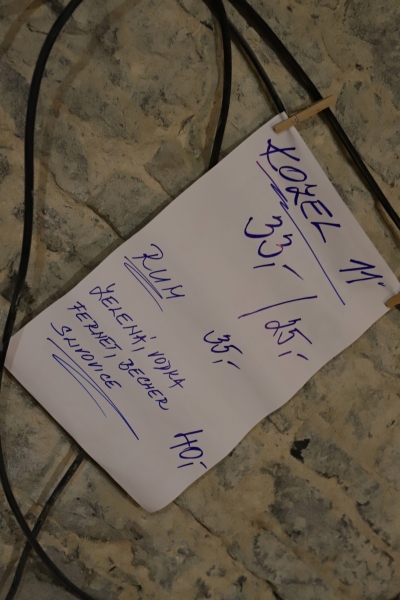 KOZEL 11°
33,- / 25,-
RUM
35,-
ZELENÁ, VODKA
FERNET, BECHER
SLIVOVICE
40,-